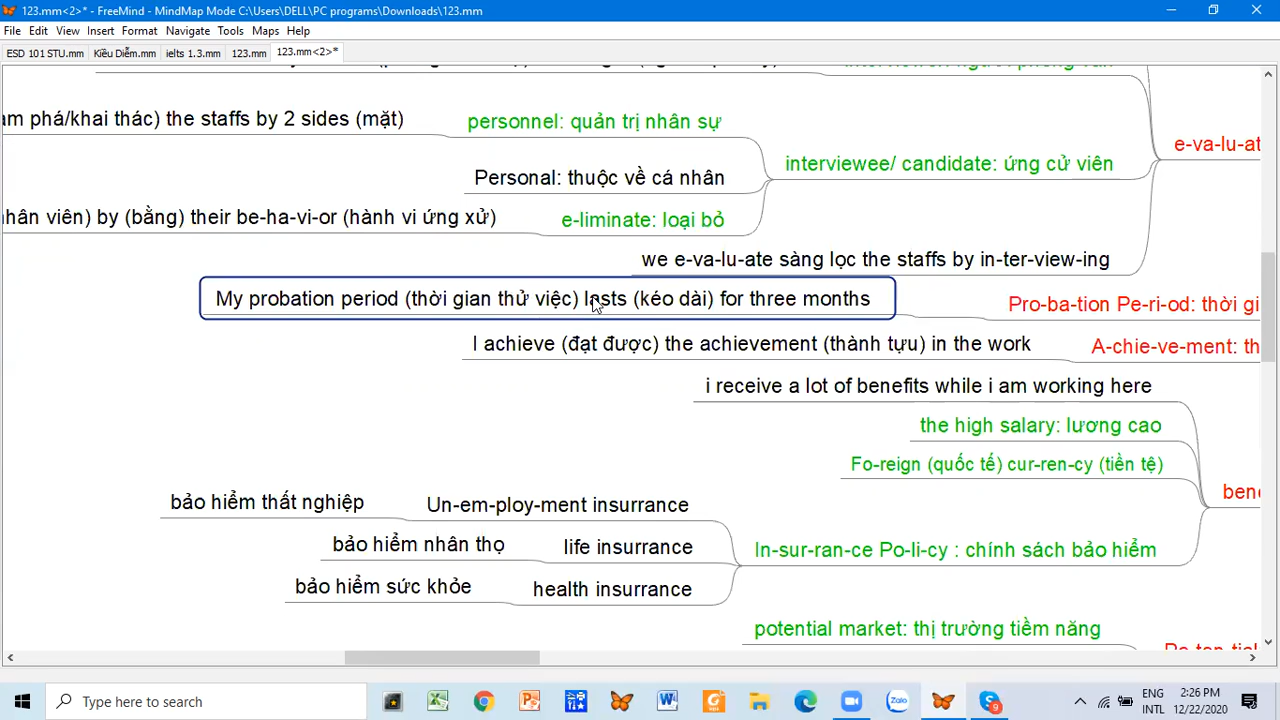 123.mm<2>* - FreeMind - MindMap Mode C:\Users\DELL\PC programs\Downloads\123.mm
File Edit View Insert Format Navigate Tools Maps Help
ESD 101 STU.mm Kiều Diễm.mm ielts 1.3.mm 123.mm 123.mm<2>*
am phá/khai thác) the staffs by 2 sides (mặt)
personnel: quản trị nhân sự
e-va-lu-at
interviewee/ candidate: ứng cử viên
Personal: thuộc về cá nhân
nhân viên) by (bằng) their be-ha-vi-or (hành vi ứng xử)
e-liminate: loại bỏ
we e-va-lu-ate sàng lọc the staffs by in-ter-view-ing
My probation period (thời gian thử việc) lasts (kéo dài) for three months
Pro-ba-tion Pe-ri-od: thời gi
I achieve (đạt được) the achievement (thành tựu) in the work
A-chie-ve-ment: th
i receive a lot of benefits while i am working here
the high salary: lương cao
Fo-reign (quốc tế) cur-ren-cy (tiền tệ)
bene
bảo hiểm thất nghiệp
Un-em-ploy-ment insurrance
bảo hiểm nhân thọ
life insurrance
In-sur-ran-ce Po-li-cy : chính sách bảo hiểm
bảo hiểm sức khỏe
health insurrance
potential market: thị trường tiềm năng
Type here to search
Zalo
9
ENG
INTL
2:26 PM
12/22/2020